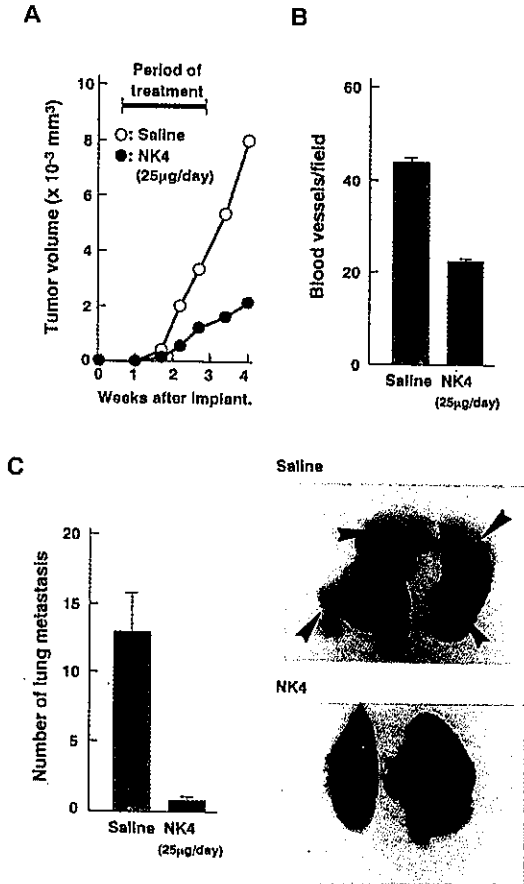 A
Period of
treatment
○: Saline
●: NK4
(25µg/day)
Tumor volume (x 10⁻³ mm³)
10
8
6
4
2
0
0 1 2 3 4
Weeks after implant.
B
Blood vessels/field
60
40
20
0
Saline NK4
(25µg/day)
C
Number of lung metastasis
20
15
10
5
0
Saline NK4
(25µg/day)
Saline
NK4